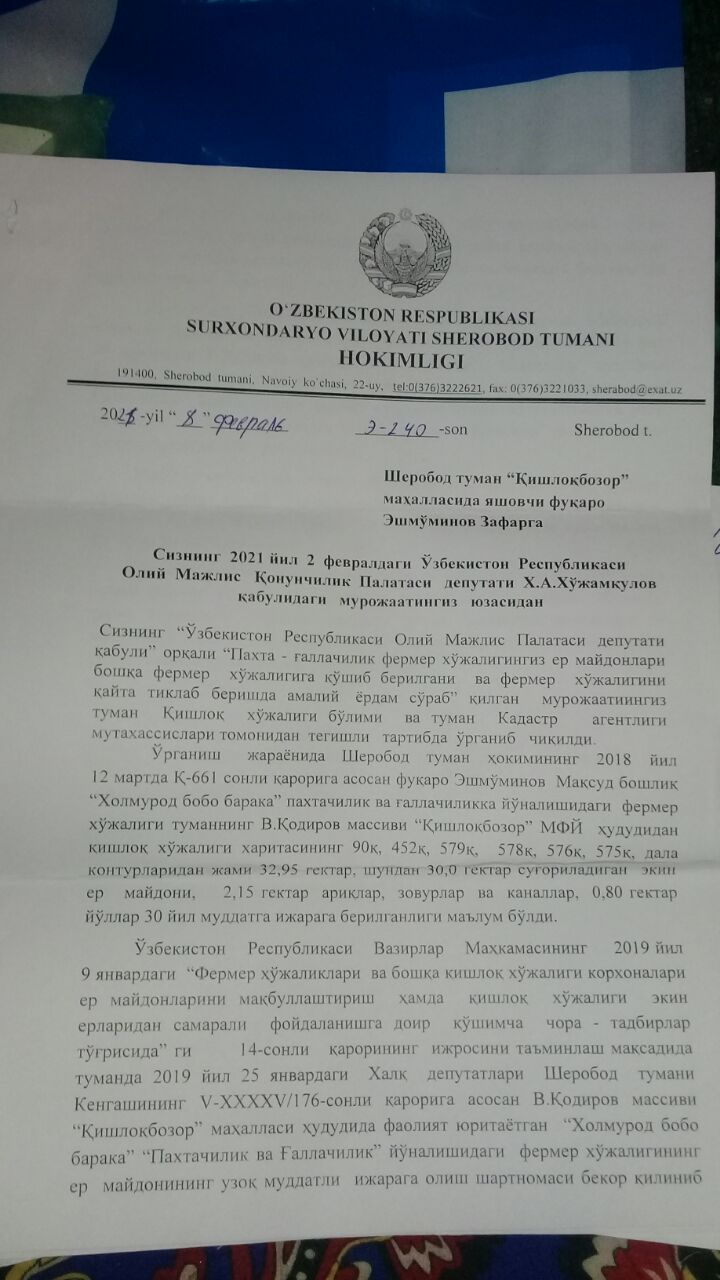 O‘ZBEKISTON RESPUBLIKASI
SURXONDARYO VILOYATI SHEROBOD TUMANI
HOKIMLIGI
191400, Sherobod tumani, Navoiy ko`chasi, 22-uy, tel:0(376)3222621, fax: 0(376)3221033, sherabod@exat.uz
2021-yil “ 8 ” февраль Э-240 -son Sherobod t.
Шеробод туман “Қишлоқбозор”
маҳалласида яшовчи фуқаро
Эшмўминов Зафарга
Сизнинг 2021 йил 2 февралдаги Ўзбекистон Республикаси
Олий Мажлис Қонунчилик Палатаси депутати Х.А.Хўжамқулов
қабулидаги мурожаатингиз юзасидан
Сизнинг “Ўзбекистон Республикаси Олий Мажлис Палатаси депутати
қабули” орқали “Пахта - ғаллачилик фермер хўжалигингиз ер майдонлари
бошқа фермер хўжалигига қўшиб берилгани ва фермер хўжалигини
қайта тиклаб беришда амалий ёрдам сўраб” қилган мурожаатиингиз
туман Қишлоқ хўжалиги бўлими ва туман Кадастр агентлиги
мутахассислари томонидан тегишли тартибда ўрганиб чиқилди.
Ўрганиш жараёнида Шеробод туман ҳокимининг 2018 йил
12 мартда Қ-661 сонли қарорига асосан фуқаро Эшмўминов Мақсуд бошлиқ
“Холмурод бобо барака” пахтачилик ва ғаллачиликка йўналишидаги фермер
хўжалиги туманнинг В.Қодиров массиви “Қишлоқбозор” МФЙ ҳудудидан
қишлоқ хўжалиги харитасининг 90қ, 452қ, 579қ, 578қ, 576қ, 575қ, дала
контурларидан жами 32,95 гектар, шундан 30,0 гектар суғориладиган экин
ер майдони, 2,15 гектар ариқлар, зовурлар ва каналлар, 0,80 гектар
йўллар 30 йил муддатга ижарага берилганлиги маълум бўлди.
Ўзбекистон Республикаси Вазирлар Маҳкамасининг 2019 йил
9 январдаги “Фермер ҳўжаликлари ва бошқа қишлоқ хўжалиги корхоналари
ер майдонларини мақбуллаштириш ҳамда қишлоқ хўжалиги экин
ерларидан самарали фойдаланишга доир қўшимча чора - тадбирлар
тўғрисида” ги 14-сонли қарорининг ижросини таъминлаш мақсадида
туманда 2019 йил 25 январдаги Халқ депутатлари Шеробод тумани
Кенгашининг V-XXXXV/176-сонли қарорига асосан В.Қодиров массиви
“Қишлоқбозор” маҳалласи ҳудудида фаолият юритаётган “Холмурод бобо
барака” “Пахтачилик ва Ғаллачилик” йўналишидаги фермер хўжалигининг
ер майдонининг узоқ муддатли ижарага олиш шартномаси бекор қилиниб